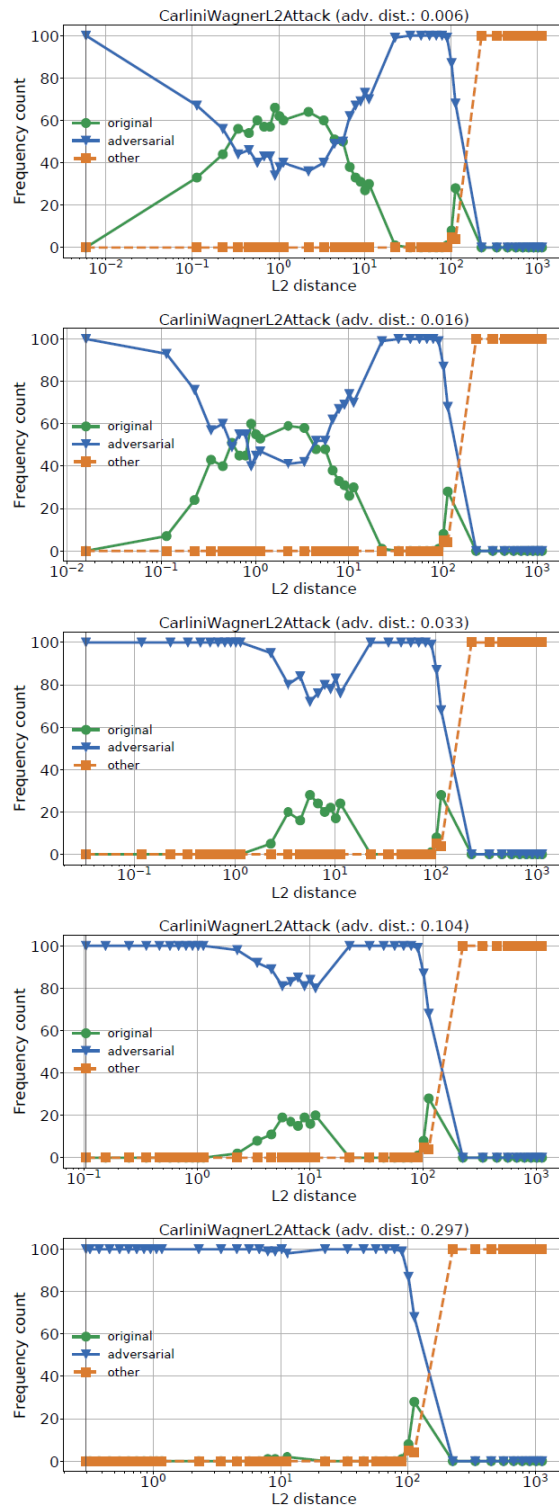 CarliniWagnerL2Attack (adv. dist.: 0.006)
100
80
60
40
20
0
Frequency count
original
adversarial
other
10⁻²
10⁻¹
10⁰
10¹
10²
10³
L2 distance
CarliniWagnerL2Attack (adv. dist.: 0.016)
100
80
60
40
20
0
Frequency count
original
adversarial
other
10⁻²
10⁻¹
10⁰
10¹
10²
10³
L2 distance
CarliniWagnerL2Attack (adv. dist.: 0.033)
100
80
60
40
20
0
Frequency count
original
adversarial
other
10⁻¹
10⁰
10¹
10²
10³
L2 distance
CarliniWagnerL2Attack (adv. dist.: 0.104)
100
80
60
40
20
0
Frequency count
original
adversarial
other
10⁻¹
10⁰
10¹
10²
10³
L2 distance
CarliniWagnerL2Attack (adv. dist.: 0.297)
100
80
60
40
20
0
Frequency count
original
adversarial
other
10⁰
10¹
10²
10³
L2 distance